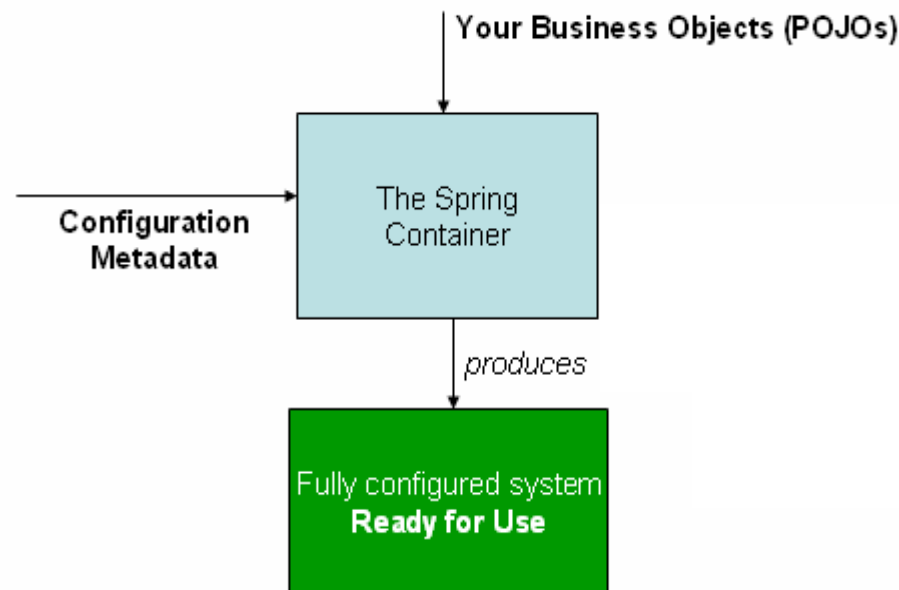 Your Business Objects (POJOs)
The Spring
Container
Configuration
Metadata
produces
Fully configured system
Ready for Use